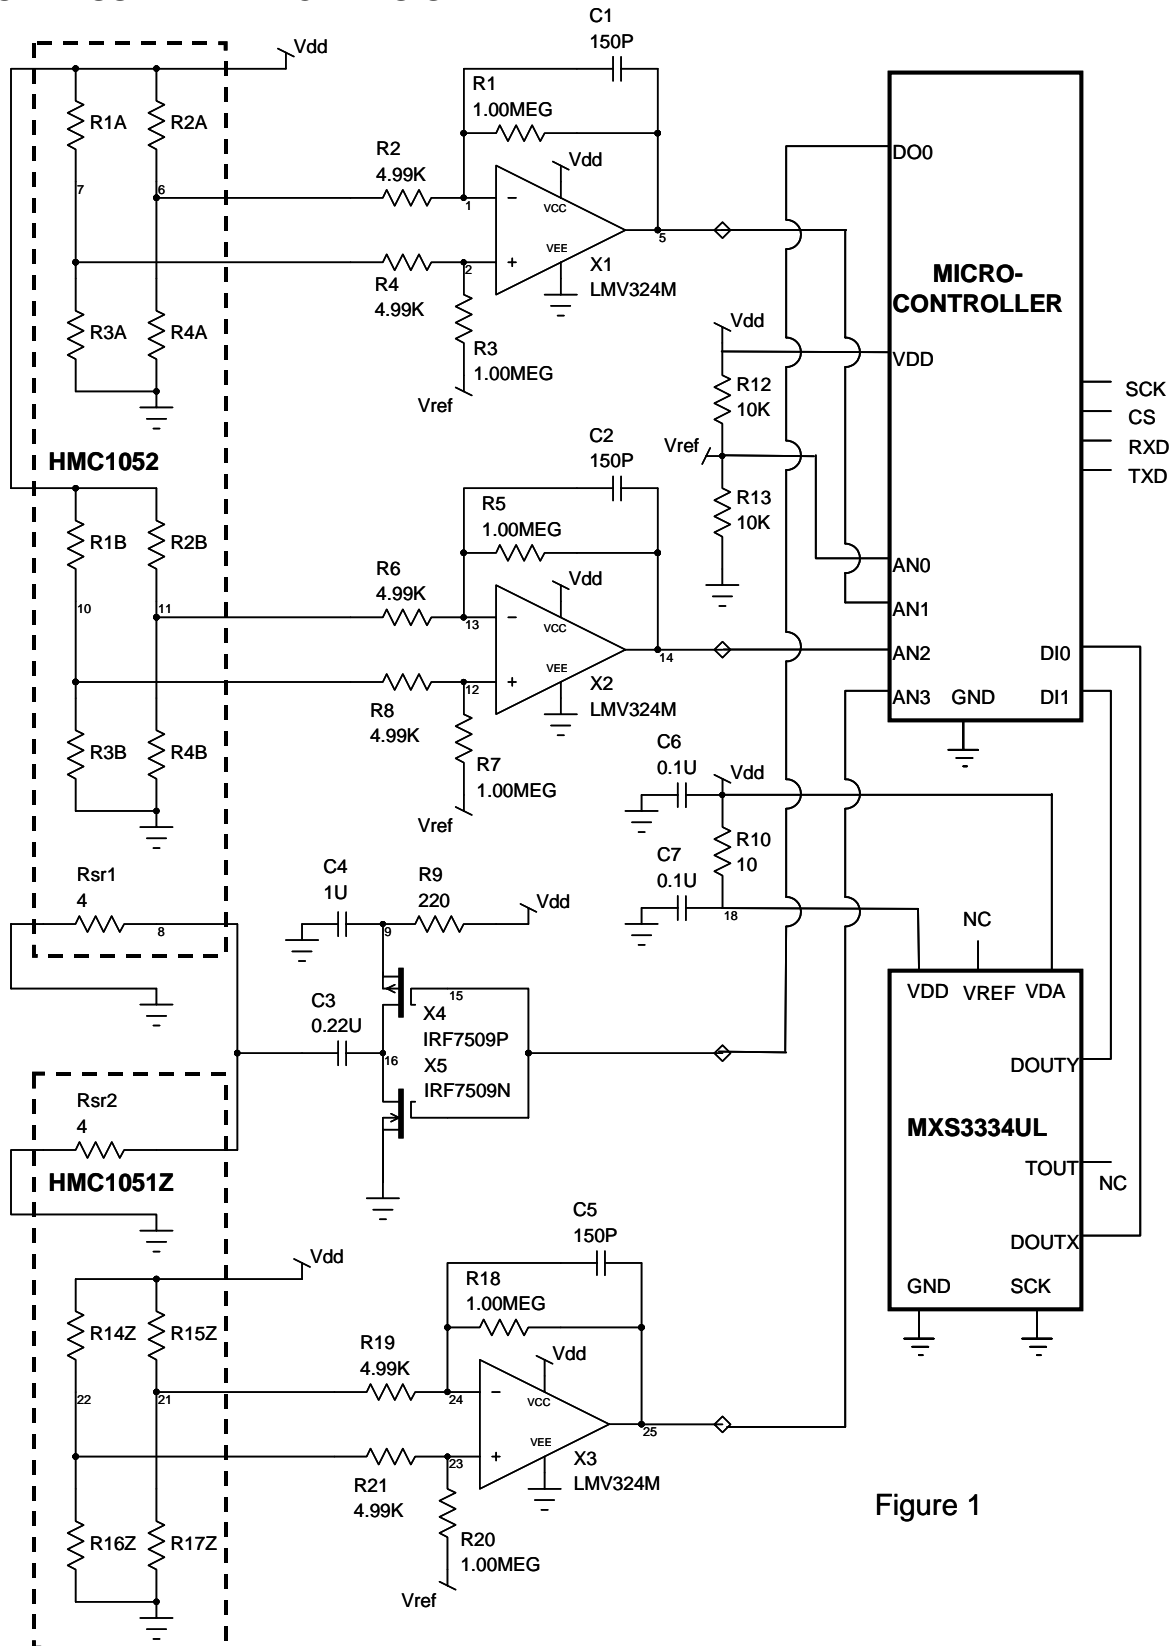 Vdd
C1
150P
R1
1.00MEG
R1A
R2A
R2
4.99K
Vdd
DO0
7
6
1
−
VCC
5
VEE
2
+
X1
LMV324M
R4
4.99K
MICRO-
CONTROLLER
R3A
R4A
R3
1.00MEG
Vref
Vdd
VDD
R12
10K
SCK
CS
RXD
TXD
HMC1052
C2
150P
Vref
R13
10K
R5
1.00MEG
R1B
R2B
R6
4.99K
Vdd
AN0
10
11
13
−
VCC
AN1
14
AN2
DI0
VEE
12
+
X2
LMV324M
AN3
GND
DI1
R8
4.99K
R3B
R4B
R7
1.00MEG
Vref
C6
0.1U
Vdd
R10
10
C7
0.1U
18
Rsr1
4
8
C4
1U
R9
220
Vdd
9
NC
VDD
VREF
VDA
15
C3
0.22U
X4
IRF7509P
16
X5
IRF7509N
DOUTY
Rsr2
4
MXS3334UL
HMC1051Z
TOUT
NC
DOUTX
C5
150P
Vdd
R18
1.00MEG
GND
SCK
R14Z
R15Z
R19
4.99K
Vdd
22
21
24
−
VCC
25
VEE
23
+
X3
LMV324M
R21
4.99K
R16Z
R17Z
R20
1.00MEG
Vref
Figure 1